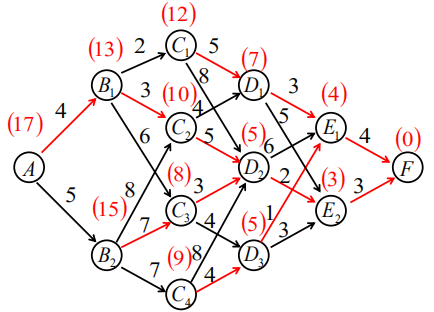 (12)
C₁
2
5
(13)
(7)
B₁
8
D₁
3
3
(10)
4
(4)
4
C₂
5
E₁
(17)
6
5
(5)
6
4
(0)
A
D₂
F
8
(8)
2
(3)
5
(15)
3
C₃
1
E₂
3
7
4
(5)
B₂
8
D₃
3
7
(9)
4
C₄